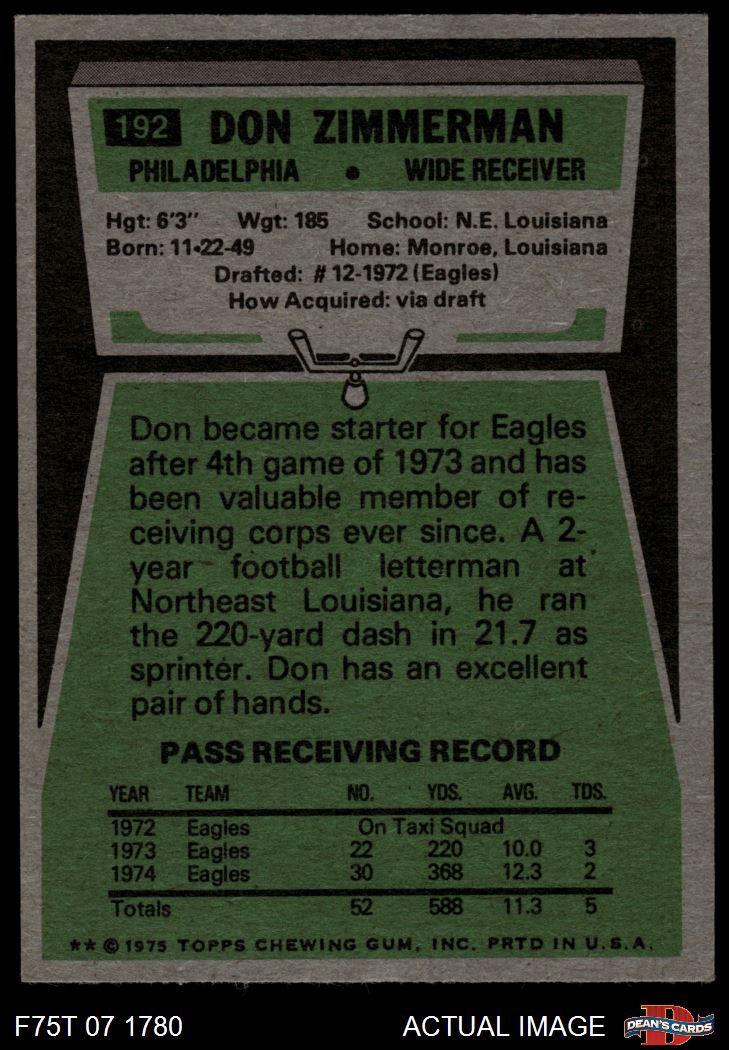 192 DON ZIMMERMAN
PHILADELPHIA • WIDE RECEIVER
Hgt: 6'3" Wgt: 185 School: N.E. Louisiana
Born: 11-22-49 Home: Monroe, Louisiana
Drafted: #12-1972 (Eagles)
How Acquired: via draft
Don became starter for Eagles
after 4th game of 1973 and has
been valuable member of re-
ceiving corps ever since. A 2-
year football letterman at
Northeast Louisiana, he ran
the 220-yard dash in 21.7 as
sprinter. Don has an excellent
pair of hands.
PASS RECEIVING RECORD
YEAR TEAM NO. YDS. AVG. TDS.
1972 Eagles On Taxi Squad
1973 Eagles 22 220 10.0 3
1974 Eagles 30 368 12.3 2
Totals 52 588 11.3 5
** © 1975 TOPPS CHEWING GUM, INC. PRTD IN U.S.A.
F75T 07 1780 ACTUAL IMAGE D DEAN'S CARDS